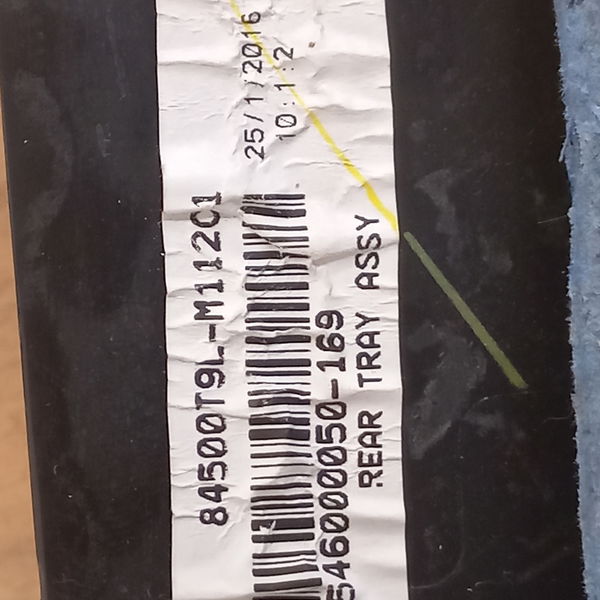 25/1/2016
10:1:2
84500T9L-M112C1
546000050-169
REAR TRAY ASSY